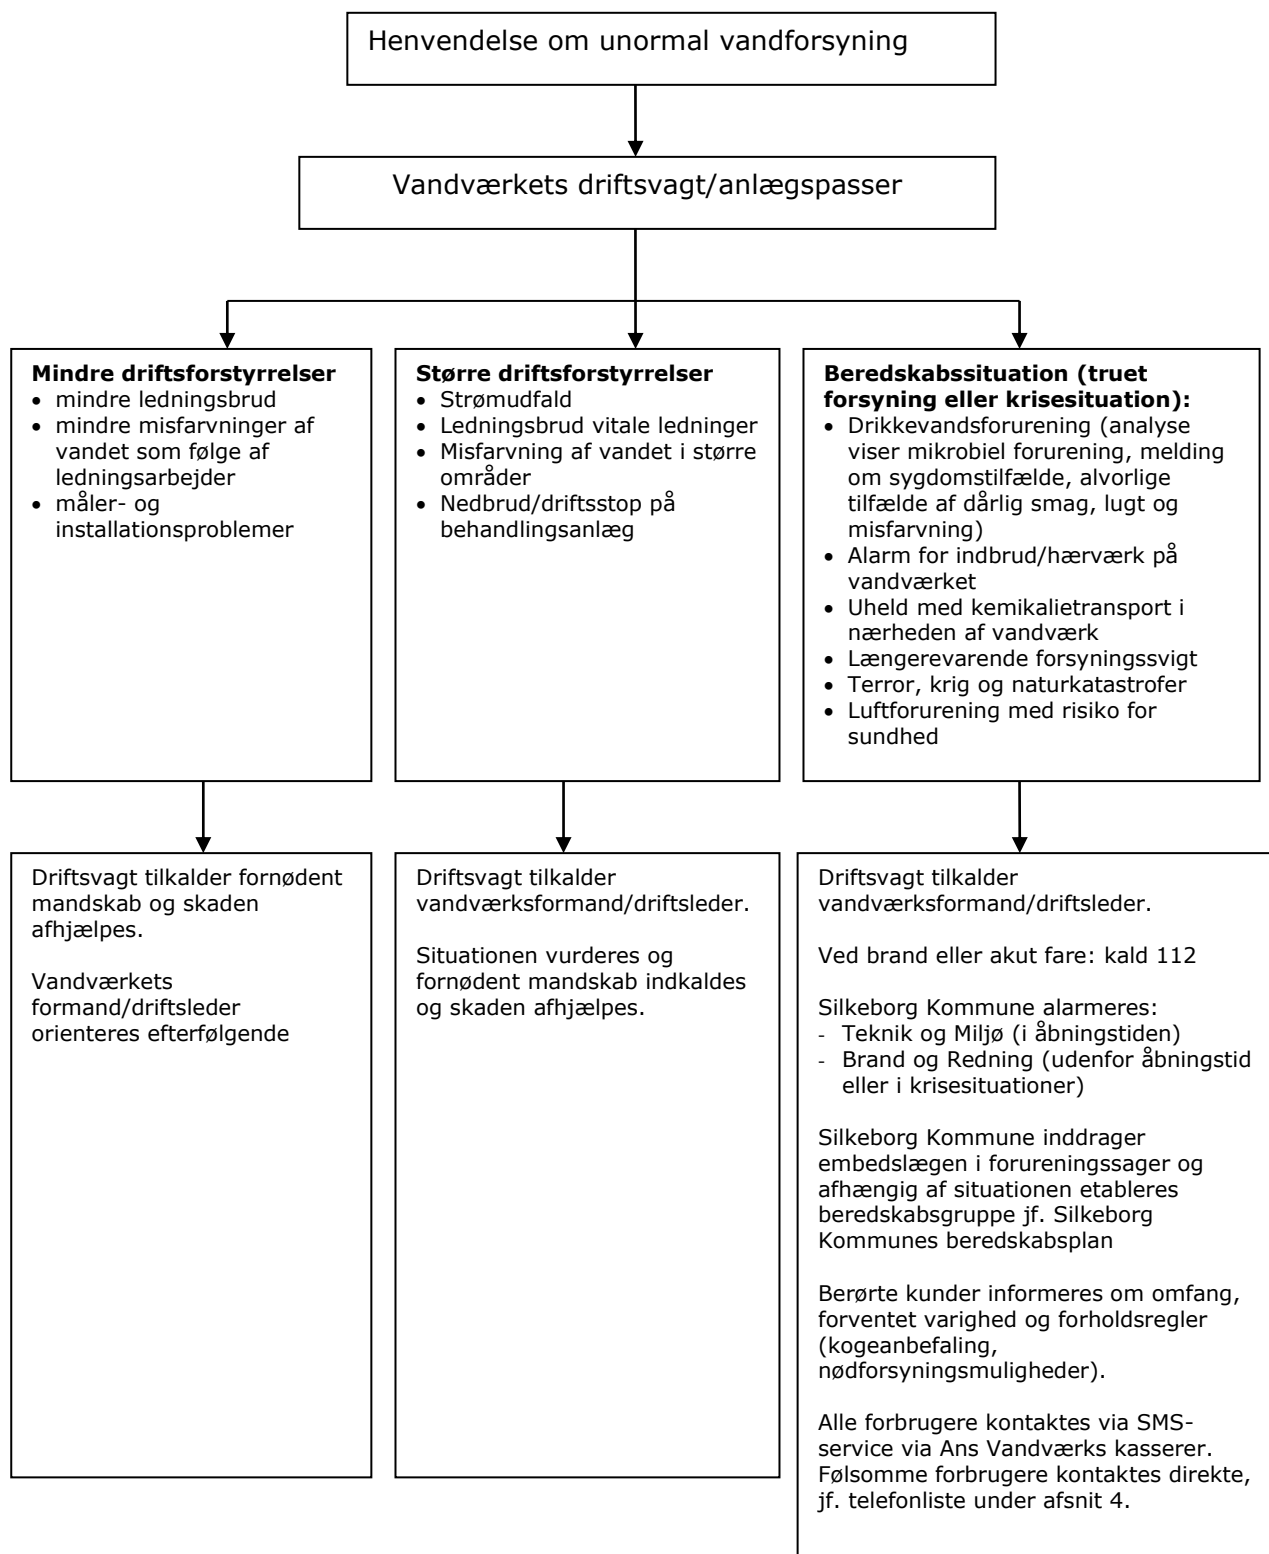 Henvendelse om unormal vandforsyning
Vandværkets driftsvagt/anlægspasser
Mindre driftsforstyrrelser
• mindre ledningsbrud
• mindre misfarvninger af
vandet som følge af
ledningsarbejder
• måler- og
installationsproblemer
Større driftsforstyrrelser
• Strømudfald
• Ledningsbrud vitale ledninger
• Misfarvning af vandet i større
områder
• Nedbrud/driftsstop på
behandlingsanlæg
Beredskabssituation (truet
forsyning eller krisesituation):
• Drikkevandsforurening (analyse
viser mikrobiel forurening, melding
om sygdomstilfælde, alvorlige
tilfælde af dårlig smag, lugt og
misfarvning)
• Alarm for indbrud/hærværk på
vandværket
• Uheld med kemikalietransport i
nærheden af vandværk
• Længerevarende forsyningssvigt
• Terror, krig og naturkatastrofer
• Luftforurening med risiko for
sundhed
Driftsvagt tilkalder fornødent
mandskab og skaden
afhjælpes.
Vandværkets
formand/driftsleder
orienteres efterfølgende
Driftsvagt tilkalder
vandværksformand/driftsleder.
Situationen vurderes og
fornødent mandskab indkaldes
og skaden afhjælpes.
Driftsvagt tilkalder
vandværksformand/driftsleder.
Ved brand eller akut fare: kald 112
Silkeborg Kommune alarmeres:
- Teknik og Miljø (i åbningstiden)
- Brand og Redning (udenfor åbningstid
eller i krisesituationer)
Silkeborg Kommune inddrager
embedslægen i forureningssager og
afhængig af situationen etableres
beredskabsgruppe jf. Silkeborg
Kommunes beredskabsplan
Berørte kunder informeres om omfang,
forventet varighed og forholdsregler
(kogeanbefaling,
nødforsyningsmuligheder).
Alle forbrugere kontaktes via SMS-
service via Ans Vandværks kasserer.
Følsomme forbrugere kontaktes direkte,
jf. telefonliste under afsnit 4.